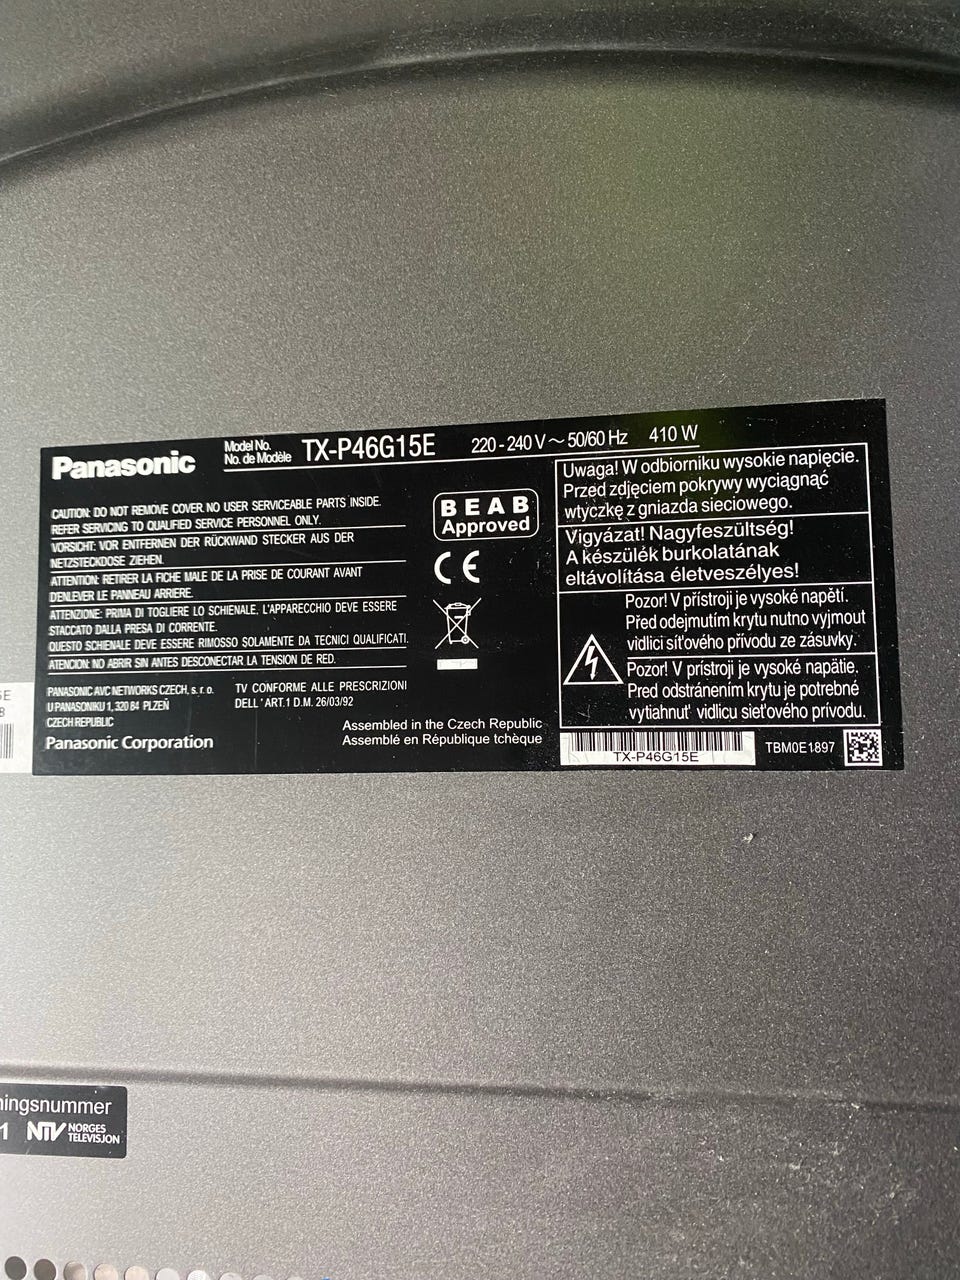 Panasonic
Model No.
No. de Modèle
TX-P46G15E
220 - 240 V ~ 50/60 Hz 410 W
CAUTION: DO NOT REMOVE COVER NO USER SERVICEABLE PARTS INSIDE.
REFER SERVICING TO QUALIFIED SERVICE PERSONNEL ONLY.
VORSICHT: VOR ENTFERNEN DER RÜCKWAND STECKER AUS DER
NETZSTECKDOSE ZIEHEN.
ATTENTION: RETIRER LA FICHE MALE DE LA PRISE DE COURANT AVANT
D'ENLEVER LE PANNEAU ARRIERE.
ATTENZIONE: PRIMA DI TOGLIERE LO SCHIENALE. L'APPARECCHIO DEVE ESSERE
STACCATO DALLA PRESA DI CORRENTE.
QUESTO SCHIENALE DEVE ESSERE RIMOSSO SOLAMENTE DA TECNICI QUALIFICATI.
ATENCION: NO ABRIR SIN ANTES DESCONECTAR LA TENSION DE RED.
PANASONIC AVC NETWORKS CZECH, s. r. o.
U PANASONIKU 1, 320 84 PLZEŇ
CZECH REPUBLIC
Panasonic Corporation
TV CONFORME ALLE PRESCRIZIONI
DELL' ART.1 D.M. 26/03/92
Assembled in the Czech Republic
Assemblé en République tchèque
BEAB
Approved
CE
Uwaga! W odbiorniku wysokie napięcie.
Przed zdjęciem pokrywy wyciągnąć
wtyczkę z gniazda sieciowego.
Vigyázat! Nagyfeszültség!
A készülék burkolatának
eltávolítása életveszélyes!
Pozor! V přístroji je vysoké napětí.
Před odejmutím krytu nutno vyjmout
vidlici síťového přívodu ze zásuvky.
Pozor! V prístroji je vysoké napätie.
Pred odstránením krytu je potrebné
vytiahnuť vidlicu sieťového prívodu.
TX-P46G15E
TBM0E1897
ingsnummer
1 NTV NORGES
TELEVISJON